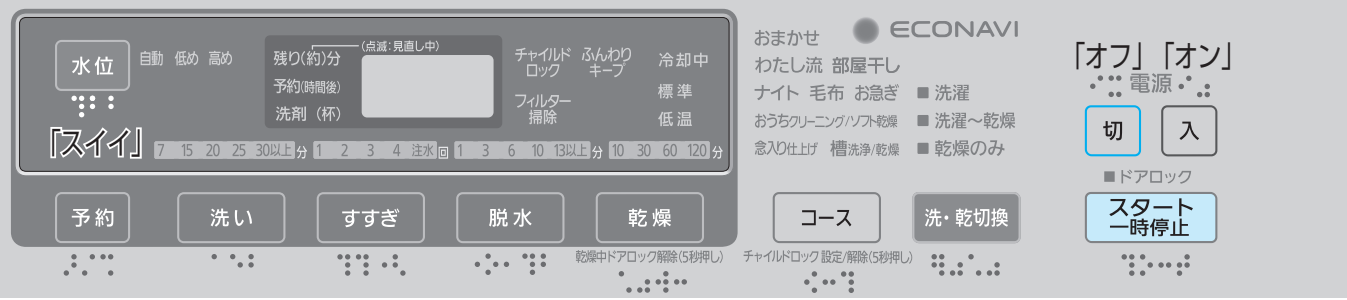 水位
自動 低め 高め
残り(約)分
(点滅:見直し中)
予約(時間後)
洗剤 (杯)
チャイルド
ロック
ふんわり
キープ
フィルター
掃除
冷却中
標準
低温
「スイイ」
7 15 20 25 30以上 分
1 2 3 4 注水 回
1 3 6 10 13以上 分
10 30 60 120 分
予約
洗い
すすぎ
脱水
乾燥
乾燥中ドアロック解除(5秒押し)
おまかせ
ECONAVI
わたし流 部屋干し
ナイト 毛布 お急ぎ ■洗濯
おうちクリーニング/ソフト乾燥 ■洗濯~乾燥
念入り仕上げ 槽洗浄/乾燥 ■乾燥のみ
コース
チャイルドロック設定/解除(5秒押し)
洗・乾切換
「オフ」「オン」
電源
切
入
■ドアロック
スタート
一時停止